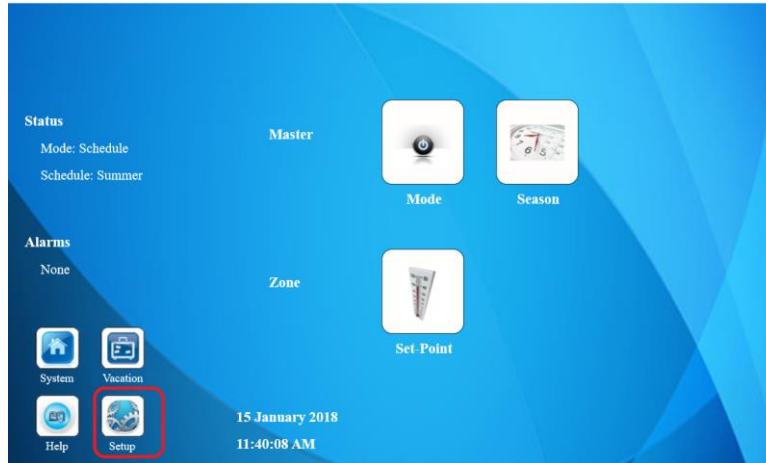 Status
Mode: Schedule
Schedule: Summer
Master
Mode
Season
Alarms
None
Zone
Set-Point
System
Vacation
Help
Setup
15 January 2018
11:40:08 AM